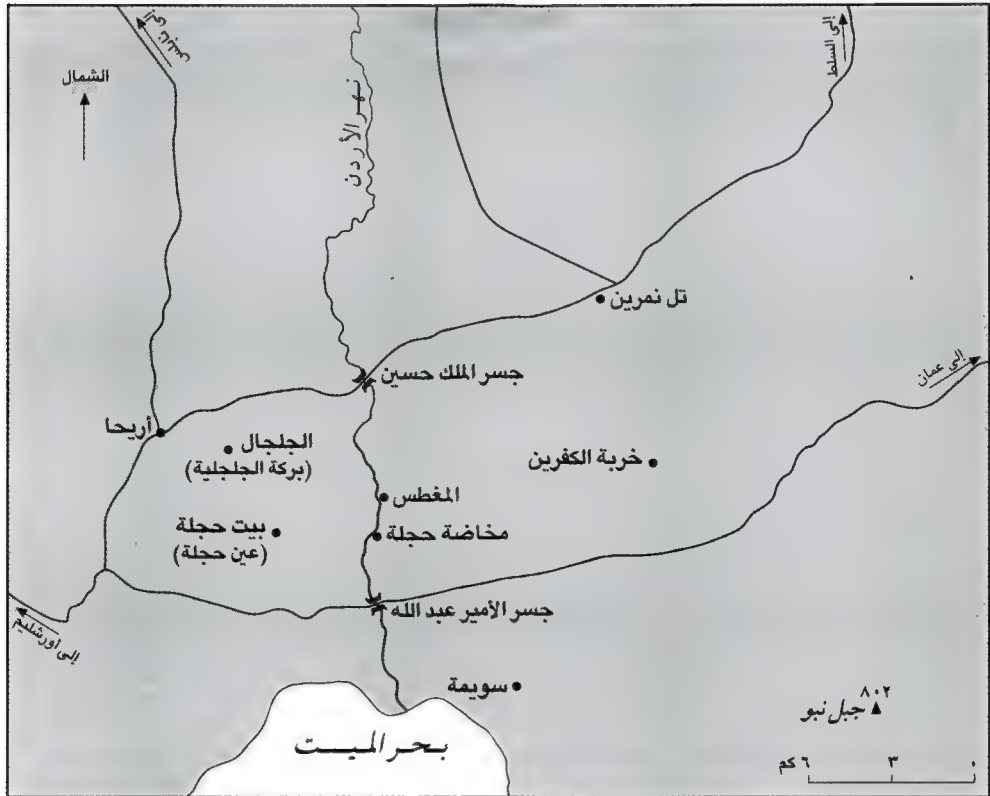 إلى نابلس
إلى السلط
الشمال
نهر الأردن
تل نمرين
إلى عمان
جسر الملك حسين
أريحا
الجلجال
(بركة الجلجلية)
خربة الكفرين
المغطس
بيت حجلة
(عين حجلة)
مخاضة حجلة
جسر الأمير عبد الله
إلى أورشليم
سويمة
٨٠٢
جبل نبو
بحر الميت
٦ كم ٣ ٠